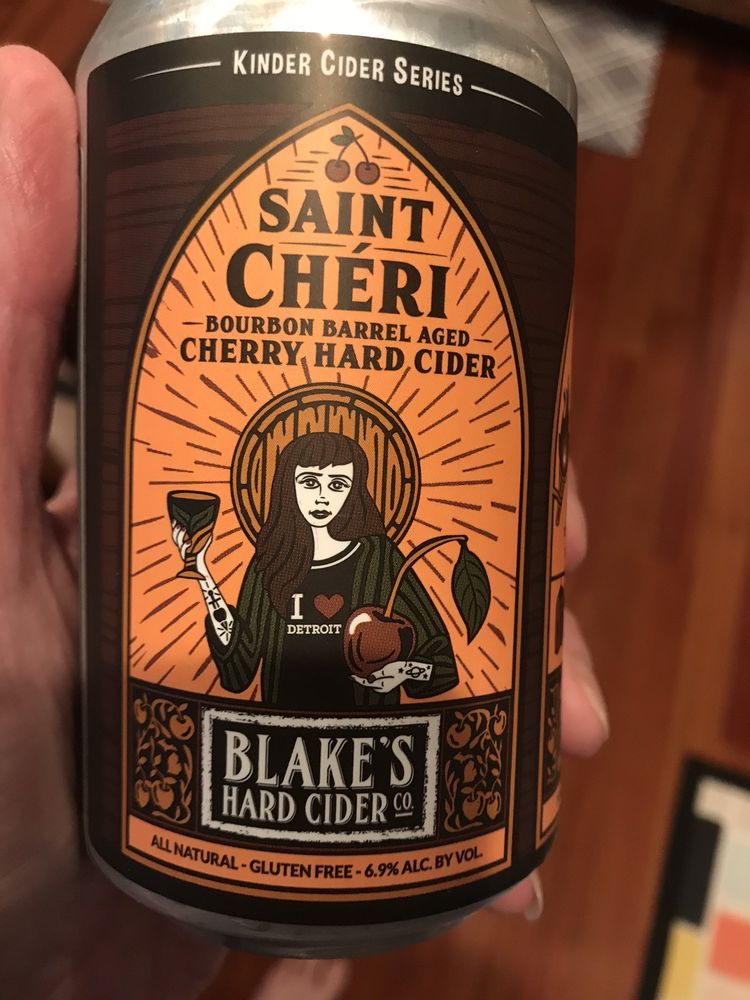 KINDER CIDER SERIES
SAINT
CHÉRI
BOURBON BARREL AGED
CHERRY HARD CIDER
I ❤
DETROIT
BLAKE'S
HARD CIDER CO.
ALL NATURAL - GLUTEN FREE - 6.9% ALC. BY VOL.